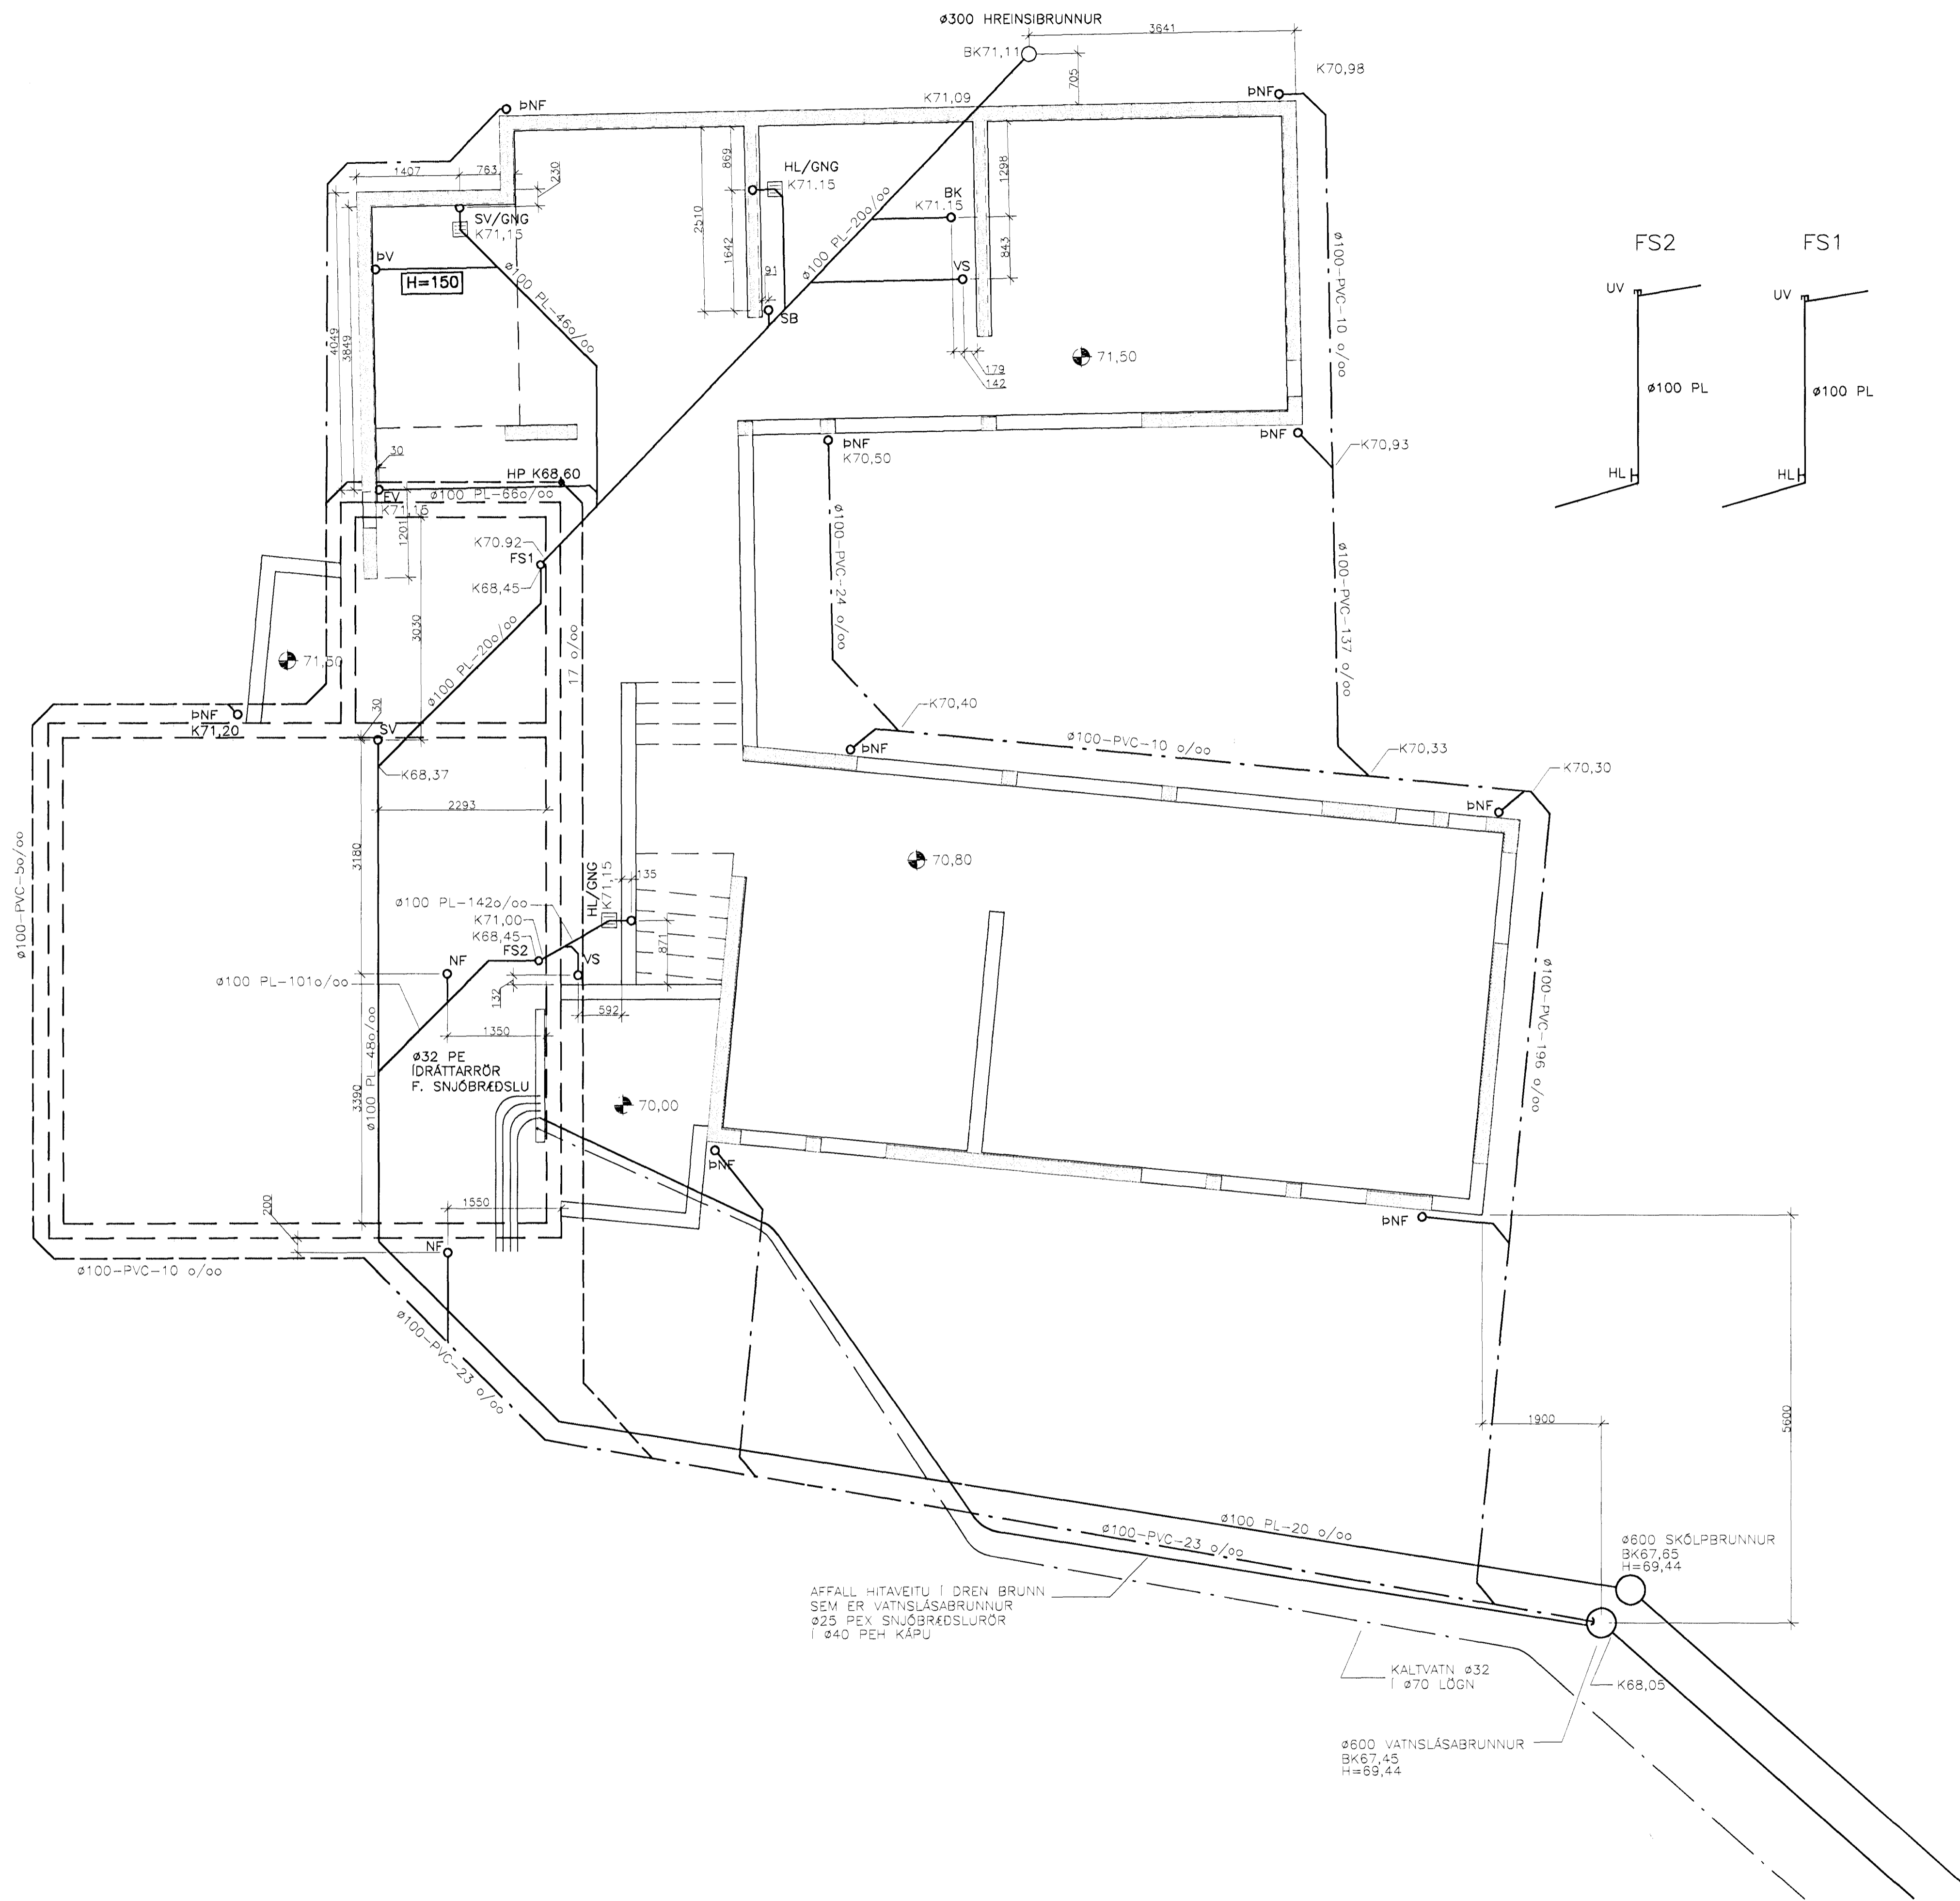 ø300 HREINSIBRUNNUR
3641
BK71,11
705
K70,98
ÞNF
K71,09
ÞNF
1407
763
230
869
HL/GNG
K71.15
1298
SV/GNG
K71,15
BK
K71.15
2510
1642
843
ÞV
H=150
ø100 PL-20o/oo
VS
91
SB
ø100 PL-46o/oo
4049
3849
179
142
71,50
ø100-PVC-10 o/oo
FS2
FS1
UV
UV
ø100 PL
ø100 PL
HL
HL
30
HP K68,60
EV
ø100 PL-66o/oo
K71,15
1201
ÞNF
K70,50
ÞNF
K70,93
K70.92
FS1
K68,45
ø100-PVC-24 o/oo
ø100-PVC-137 o/oo
3030
17 o/oo
71,50
ø100 PL-20o/oo
ÞNF
K71,20
30
SV
K68,37
K70,40
ÞNF
ø100-PVC-10 o/oo
K70,33
K70,30
ÞNF
2293
3180
70,80
ø100-PVC-5o/oo
HL/GNG
K71,15
135
ø100 PL-142o/oo
K71,00
K68,45
FS2
871
VS
NF
ø100 PL-101o/oo
132
592
1350
ø32 PE
ÍDRÁTTARRÖR
F. SNJÓBRÆÐSLU
ø100 PL-48o/oo
3390
70,00
ø100-PVC-196 o/oo
ÞNF
200
1550
NF
ÞNF
ø100-PVC-10 o/oo
ø100-PVC-23 o/oo
1900
5600
ø100 PL-20 o/oo
ø100-PVC-23 o/oo
ø600 SKÓLPBRUNNUR
BK67,65
H=69,44
AFFALL HITAVEITU Í DREN BRUNN
SEM ER VATNSLÁSABRUNNUR
ø25 PEX SNJÓBRÆÐSLURÖR
Í ø40 PEH KÁPU
KALTVATN ø32
Í ø70 LÖGN
K68,05
ø600 VATNSLÁSABRUNNUR
BK67,45
H=69,44